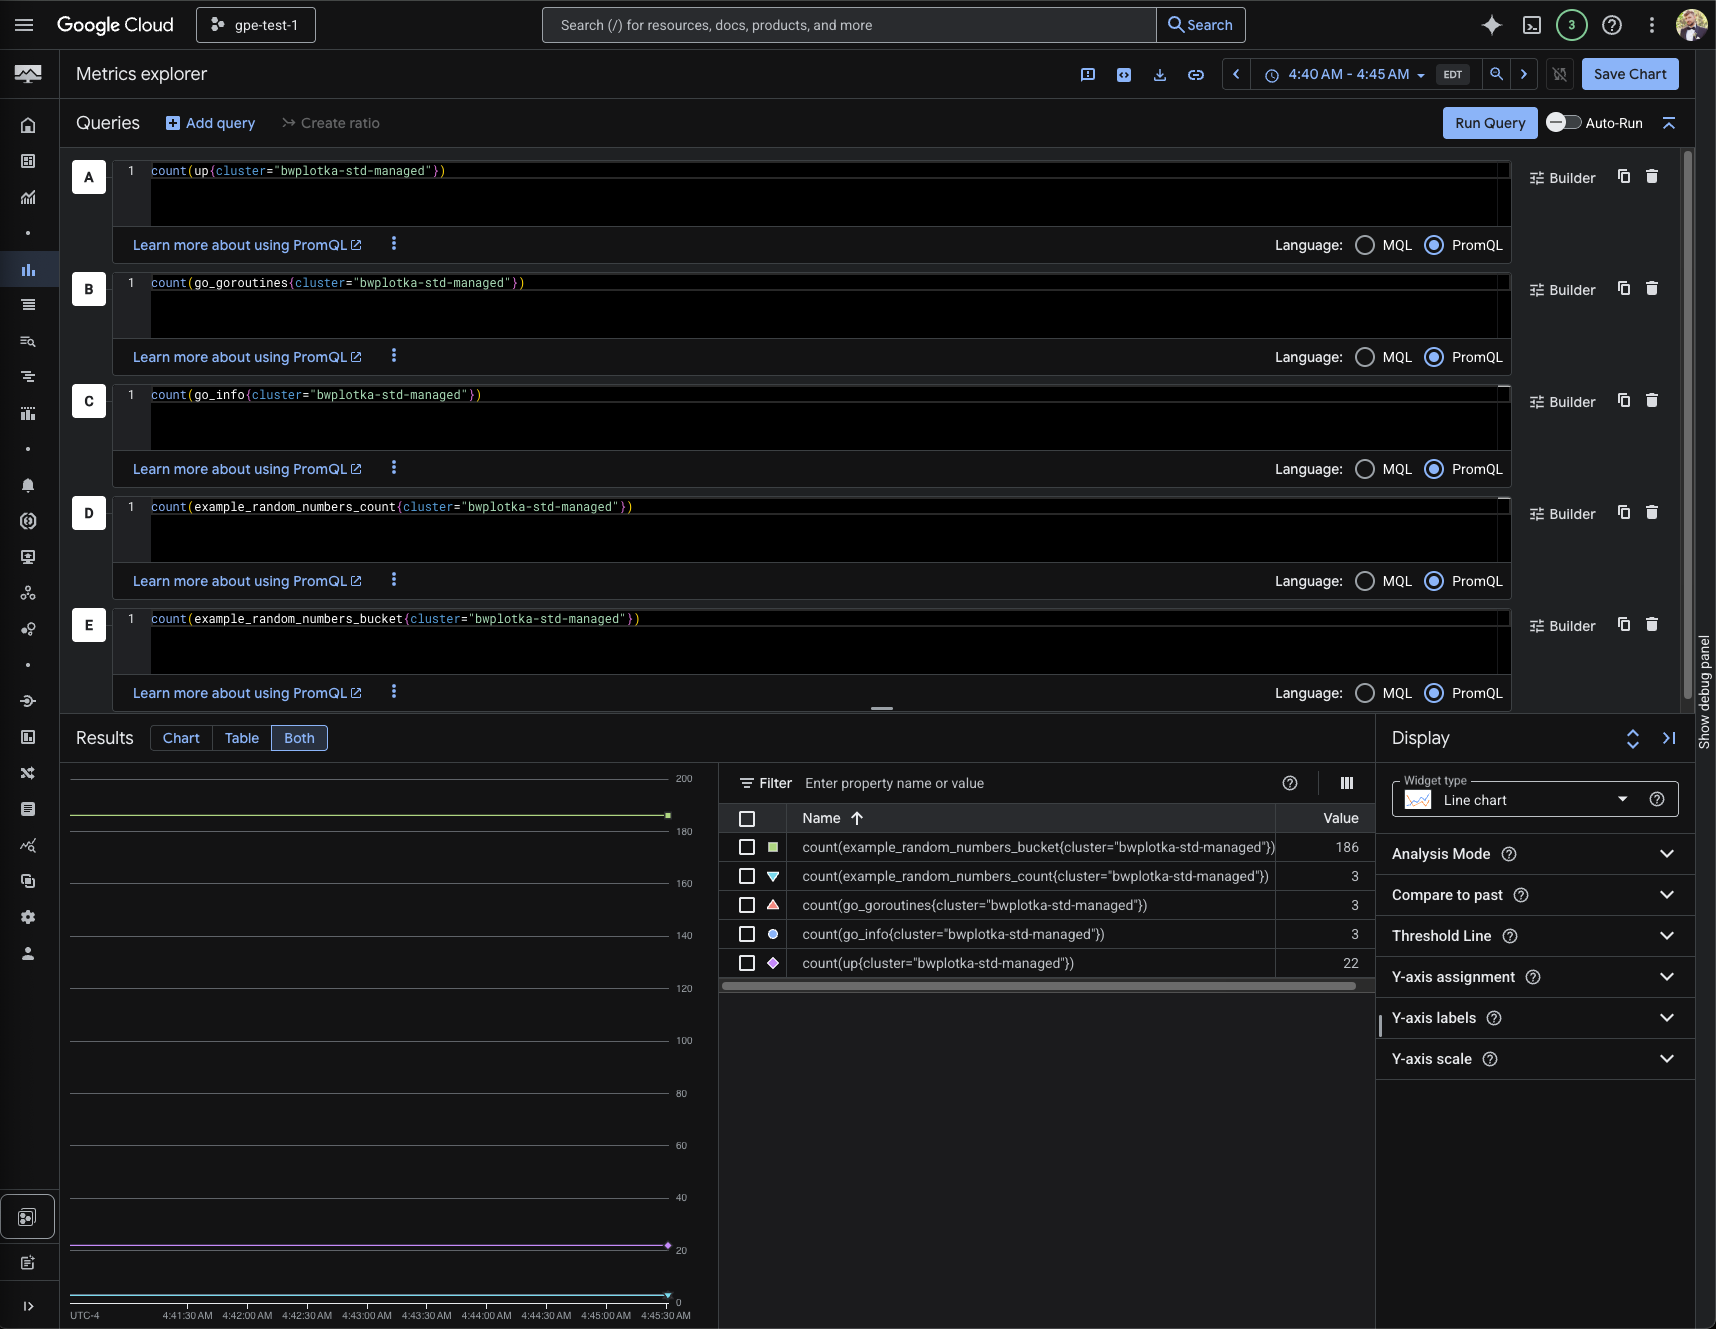 Google Cloud
gpe-test-1
Search (/) for resources, docs, products, and more
Search
3
Metrics explorer
4:40 AM - 4:45 AM
EDT
Save Chart
Queries
Add query
Create ratio
Run Query
Auto-Run
A
1
count(up{cluster="bwplotka-std-managed"})
Builder
Learn more about using PromQL
Language:
MQL
PromQL
B
1
count(go_goroutines{cluster="bwplotka-std-managed"})
Builder
Learn more about using PromQL
Language:
MQL
PromQL
C
1
count(go_info{cluster="bwplotka-std-managed"})
Builder
Learn more about using PromQL
Language:
MQL
PromQL
D
1
count(example_random_numbers_count{cluster="bwplotka-std-managed"})
Builder
Learn more about using PromQL
Language:
MQL
PromQL
E
1
count(example_random_numbers_bucket{cluster="bwplotka-std-managed"})
Builder
Learn more about using PromQL
Language:
MQL
PromQL
Show debug panel
Results
Chart
Table
Both
200
180
160
140
120
100
80
60
40
20
0
UTC-4
4:41:30 AM
4:42:00 AM
4:42:30 AM
4:43:00 AM
4:43:30 AM
4:44:00 AM
4:44:30 AM
4:45:00 AM
4:45:30 AM
Filter
Enter property name or value
Name
Value
count(example_random_numbers_bucket{cluster="bwplotka-std-managed"})
186
count(example_random_numbers_count{cluster="bwplotka-std-managed"})
3
count(go_goroutines{cluster="bwplotka-std-managed"})
3
count(go_info{cluster="bwplotka-std-managed"})
3
count(up{cluster="bwplotka-std-managed"})
22
Display
Widget type
Line chart
Analysis Mode
Compare to past
Threshold Line
Y-axis assignment
Y-axis labels
Y-axis scale